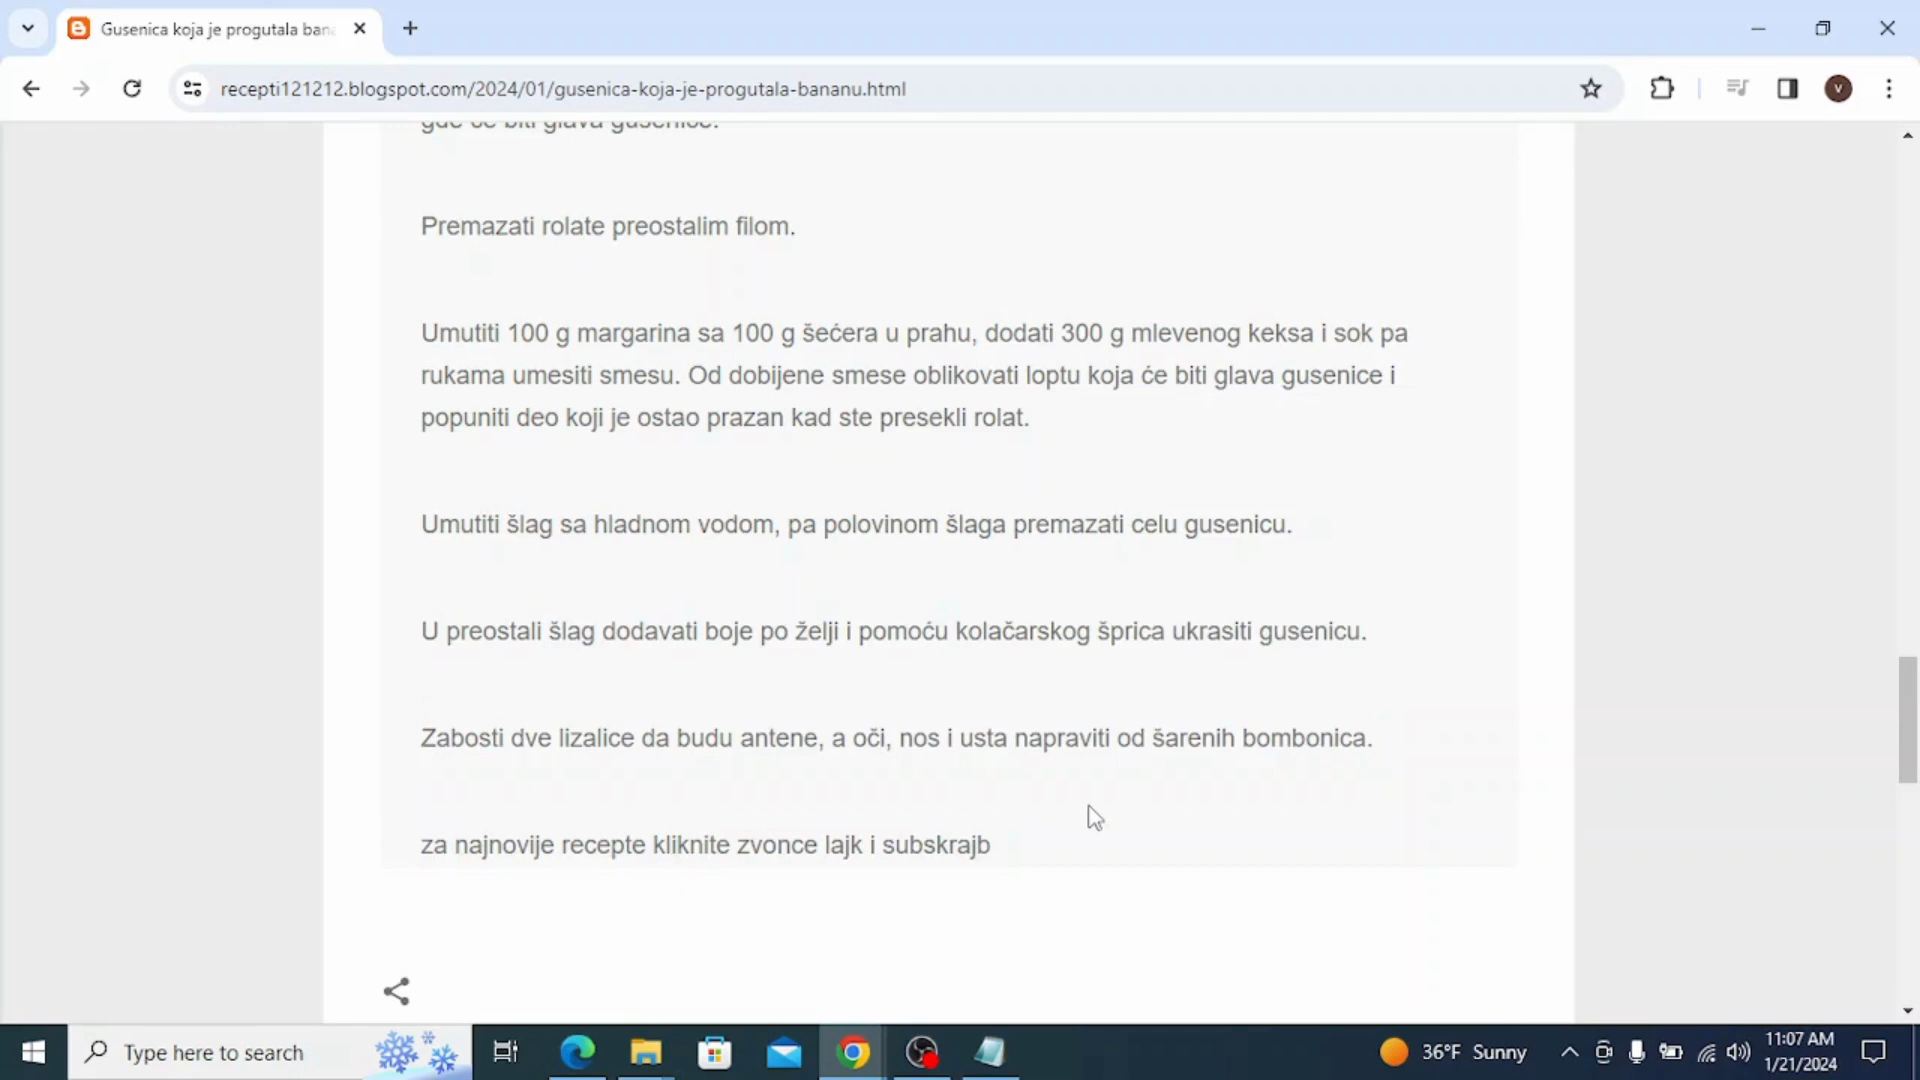 Gusenica koja je progutala bana
recepti121212.blogspot.com/2024/01/gusenica-koja-je-progutala-bananu.html
V
gde će biti glava gusenice.
Premazati rolate preostalim filom.
Umutiti 100 g margarina sa 100 g šećera u prahu, dodati 300 g mlevenog keksa i sok pa
rukama umesiti smesu. Od dobijene smese oblikovati loptu koja će biti glava gusenice i
popuniti deo koji je ostao prazan kad ste presekli rolat.
Umutiti šlag sa hladnom vodom, pa polovinom šlaga premazati celu gusenicu.
U preostali šlag dodavati boje po želji i pomoću kolačarskog šprica ukrasiti gusenicu.
Zabosti dve lizalice da budu antene, a oči, nos i usta napraviti od šarenih bombonica.
za najnovije recepte kliknite zvonce lajk i subskrajb
Type here to search
36°F Sunny
11:07 AM
1/21/2024